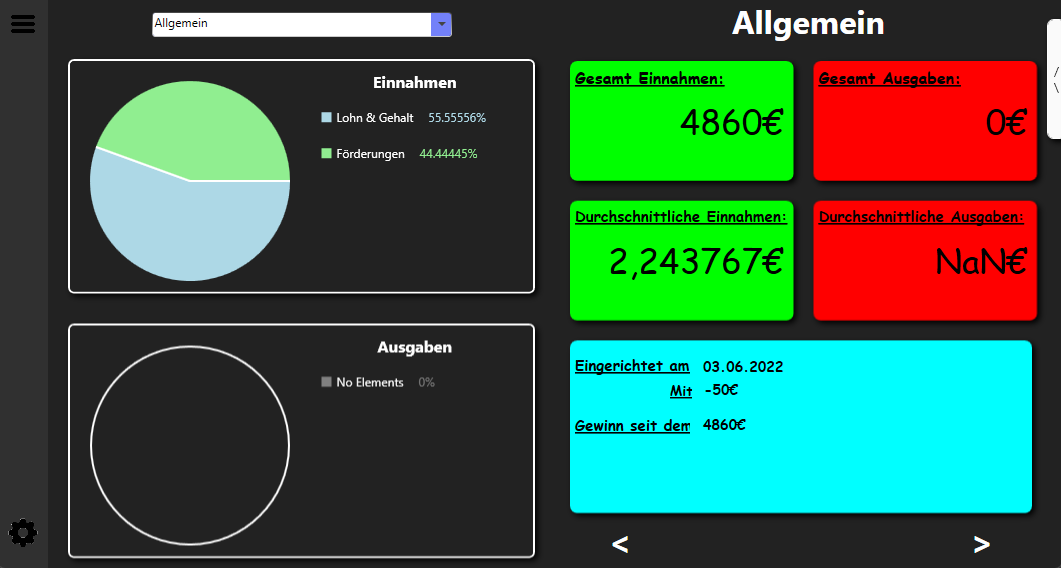 Allgemein
Allgemein
Einnahmen
Lohn & Gehalt 55.55556%
Förderungen 44.44445%
Ausgaben
No Elements 0%
Gesamt Einnahmen:
4860€
Gesamt Ausgaben:
0€
Durchschnittliche Einnahmen:
2,243767€
Durchschnittliche Ausgaben:
NaN€
Eingerichtet am 03.06.2022
Mit -50€
Gewinn seit dem 4860€
< >
/
\